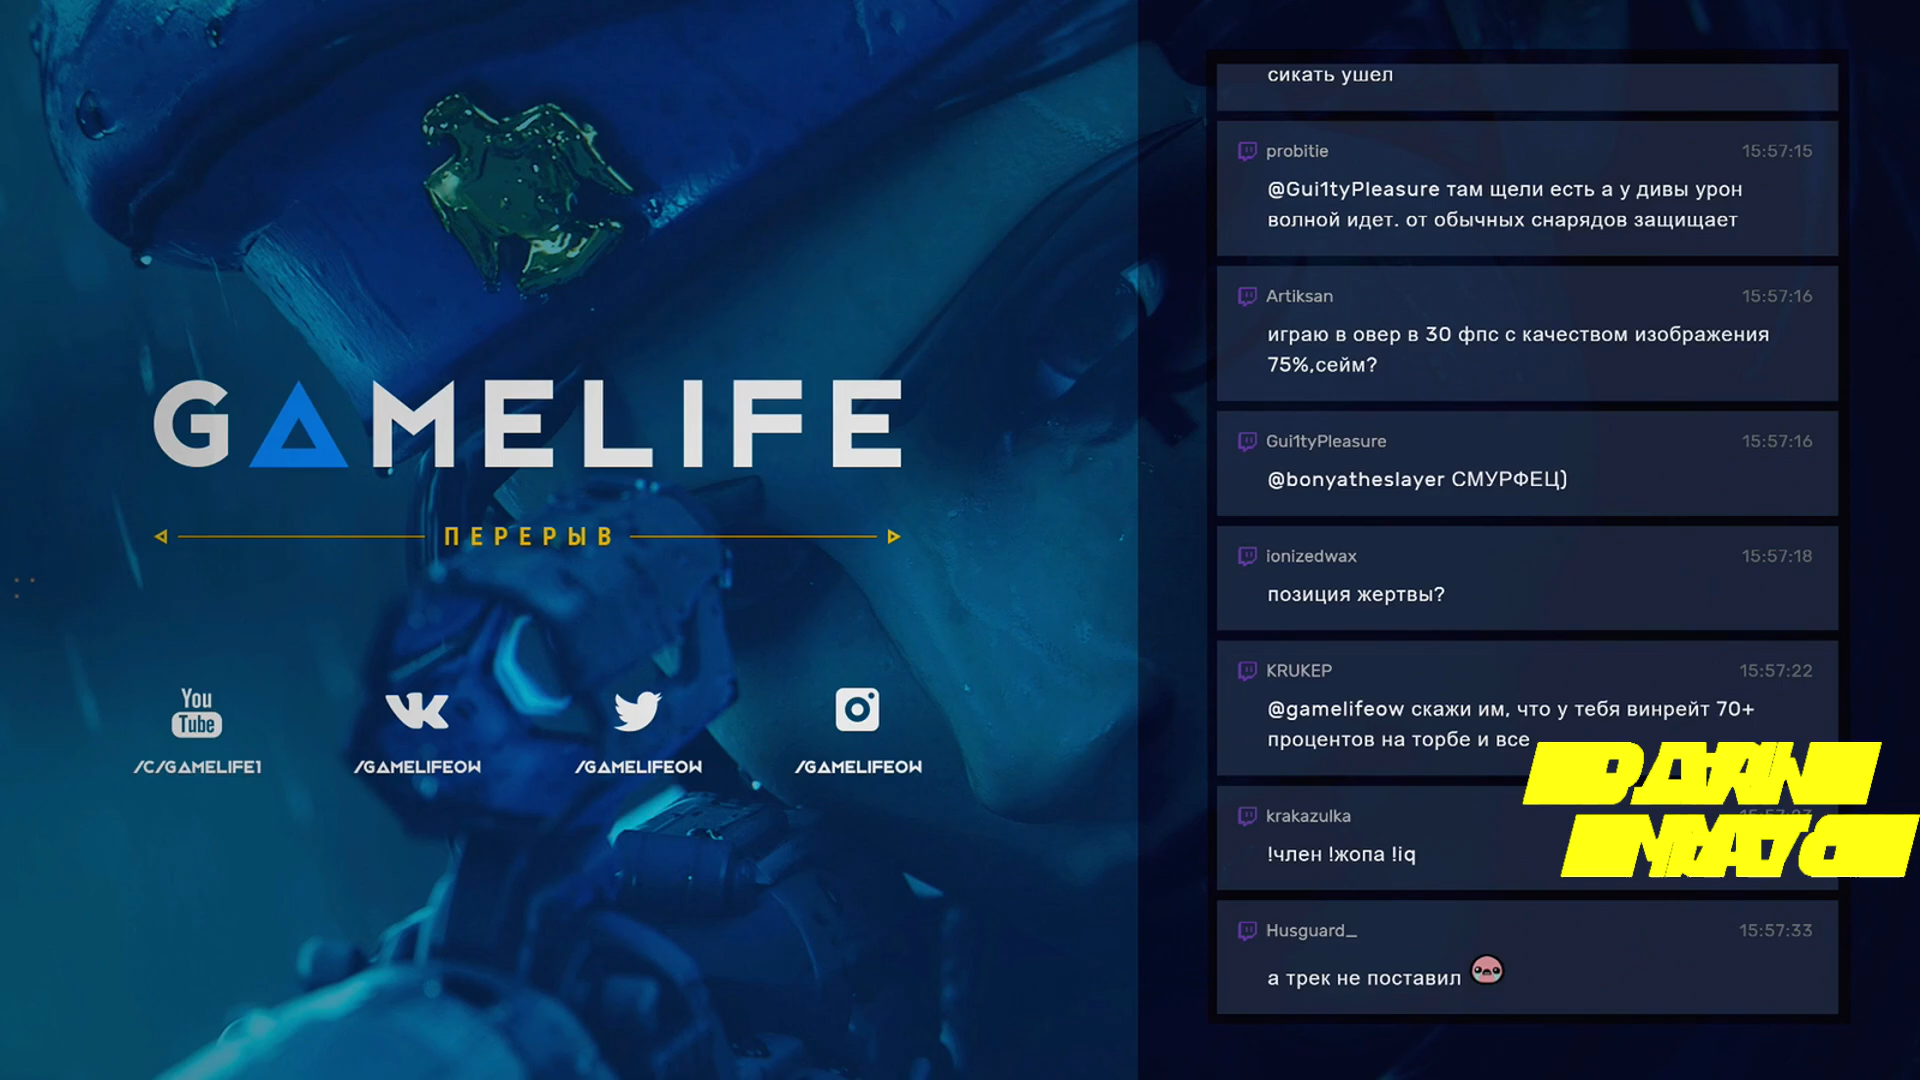 GAMELIFE
ПЕРЕРЫВ
You
Tube
/C/GAMELIFE1
/GAMELIFEOW
/GAMELIFEOW
/GAMELIFEOW
сикать ушел
probitie 15:57:15
@Gui1tyPleasure там щели есть а у дивы урон
волной идет. от обычных снарядов защищает
Artiksan 15:57:16
играю в овер в 30 фпс с качеством изображения
75%,сейм?
Gui1tyPleasure 15:57:16
@bonyatheslayer СМУРФЕЦ)
ionizedwax 15:57:18
позиция жертвы?
KRUKEP 15:57:22
@gamelifeow скажи им, что у тебя винрейт 70+
процентов на торбе и все
krakazulka
!член !жопа !iq
Husguard_ 15:57:33
а трек не поставил